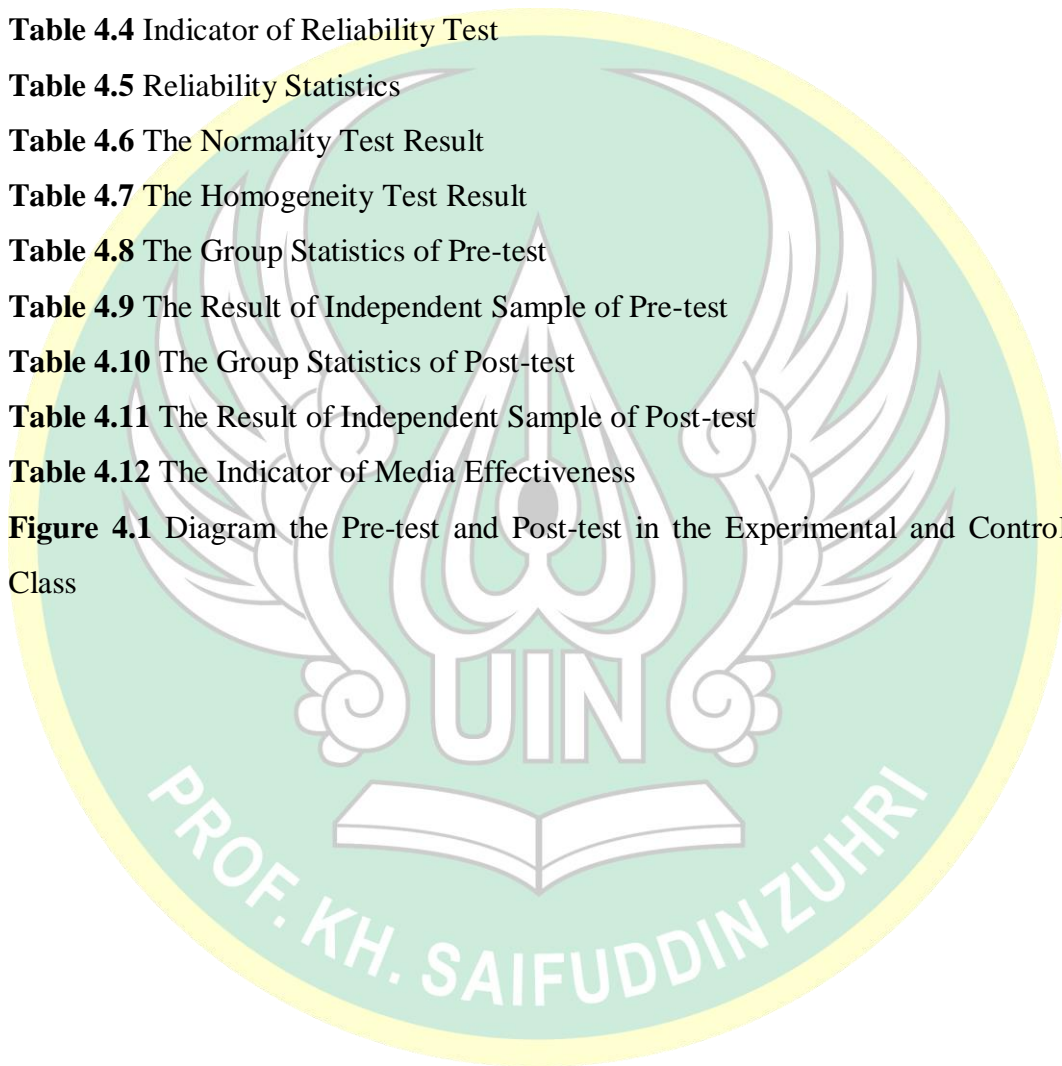 Table 4.4 Indicator of Reliability Test
Table 4.5 Reliability Statistics
Table 4.6 The Normality Test Result
Table 4.7 The Homogeneity Test Result
Table 4.8 The Group Statistics of Pre-test
Table 4.9 The Result of Independent Sample of Pre-test
Table 4.10 The Group Statistics of Post-test
Table 4.11 The Result of Independent Sample of Post-test
Table 4.12 The Indicator of Media Effectiveness
Figure 4.1 Diagram the Pre-test and Post-test in the Experimental and Control
Class
UIN
PROF. KH. SAIFUDDIN ZUHRI